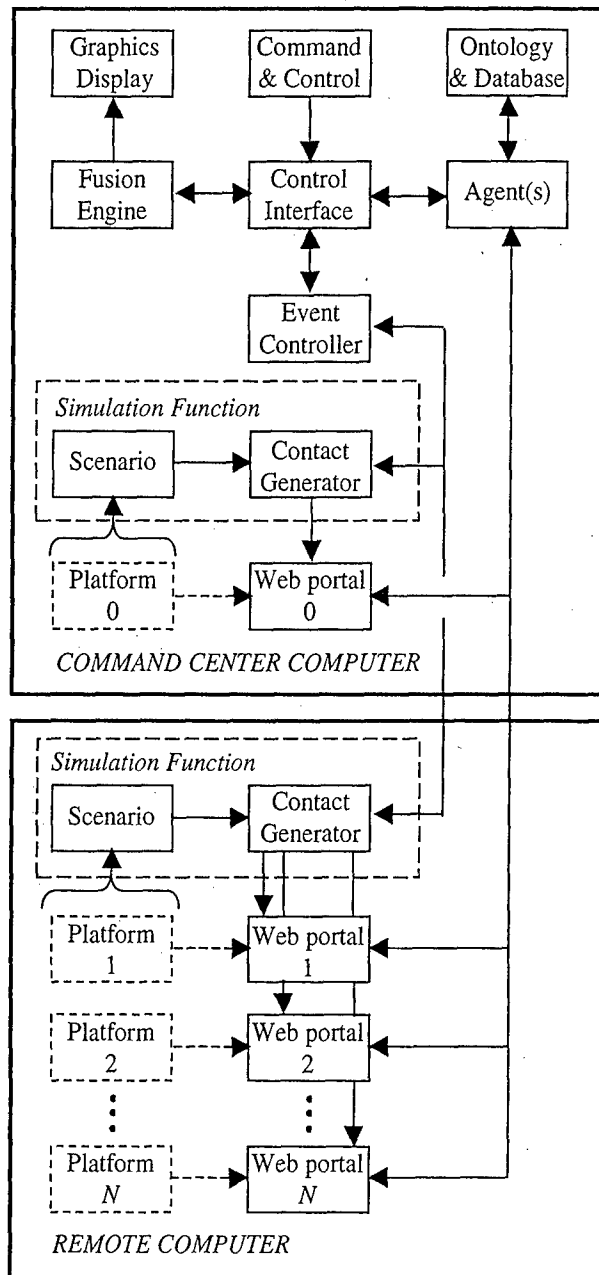 Graphics
Display
Command
& Control
Ontology
& Database
Fusion
Engine
Control
Interface
Agent(s)
Event
Controller
Simulation Function
Scenario
Contact
Generator
Platform
0
Web portal
0
COMMAND CENTER COMPUTER
Simulation Function
Scenario
Contact
Generator
Platform
1
Web portal
1
Platform
2
Web portal
2
Platform
N
Web portal
N
REMOTE COMPUTER